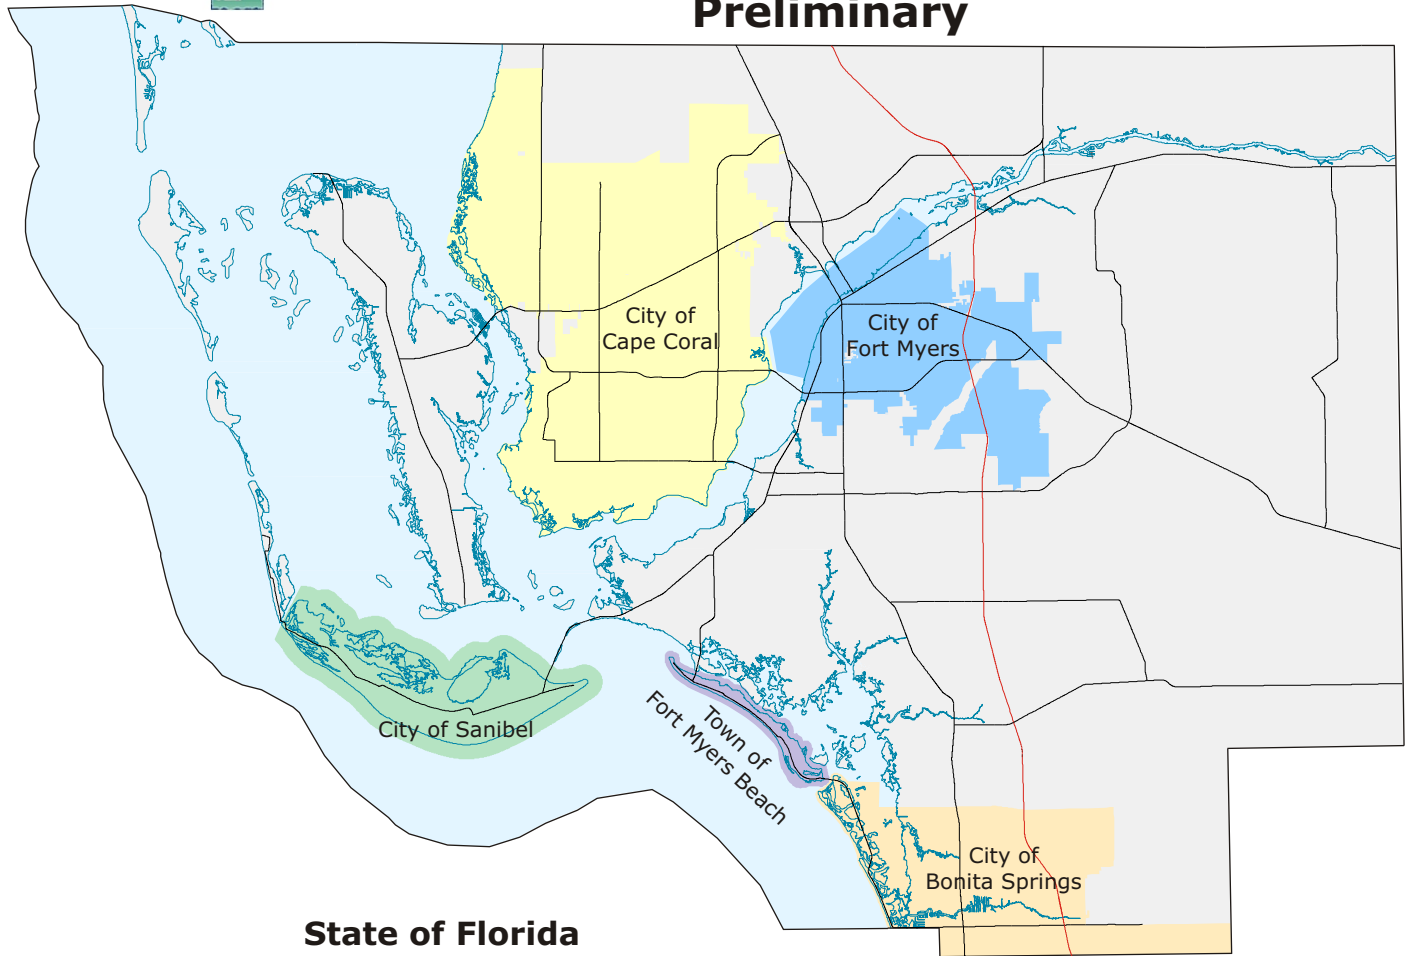 Preliminary
City of
Cape Coral
City of
Fort Myers
City of Sanibel
Town of
Fort Myers Beach
City of
Bonita Springs
State of Florida